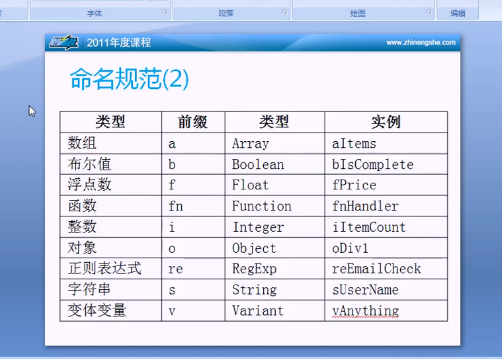 字体 段落 绘图 编辑
2011年度课程 www.zhinengshe.com
命名规范(2)
类型 前缀 类型 实例
数组 a Array aItems
布尔值 b Boolean bIsComplete
浮点数 f Float fPrice
函数 fn Function fnHandler
整数 i Integer iItemCount
对象 o Object oDiv1
正则表达式 re RegExp reEmailCheck
字符串 s String sUserName
变体变量 v Variant vAnything